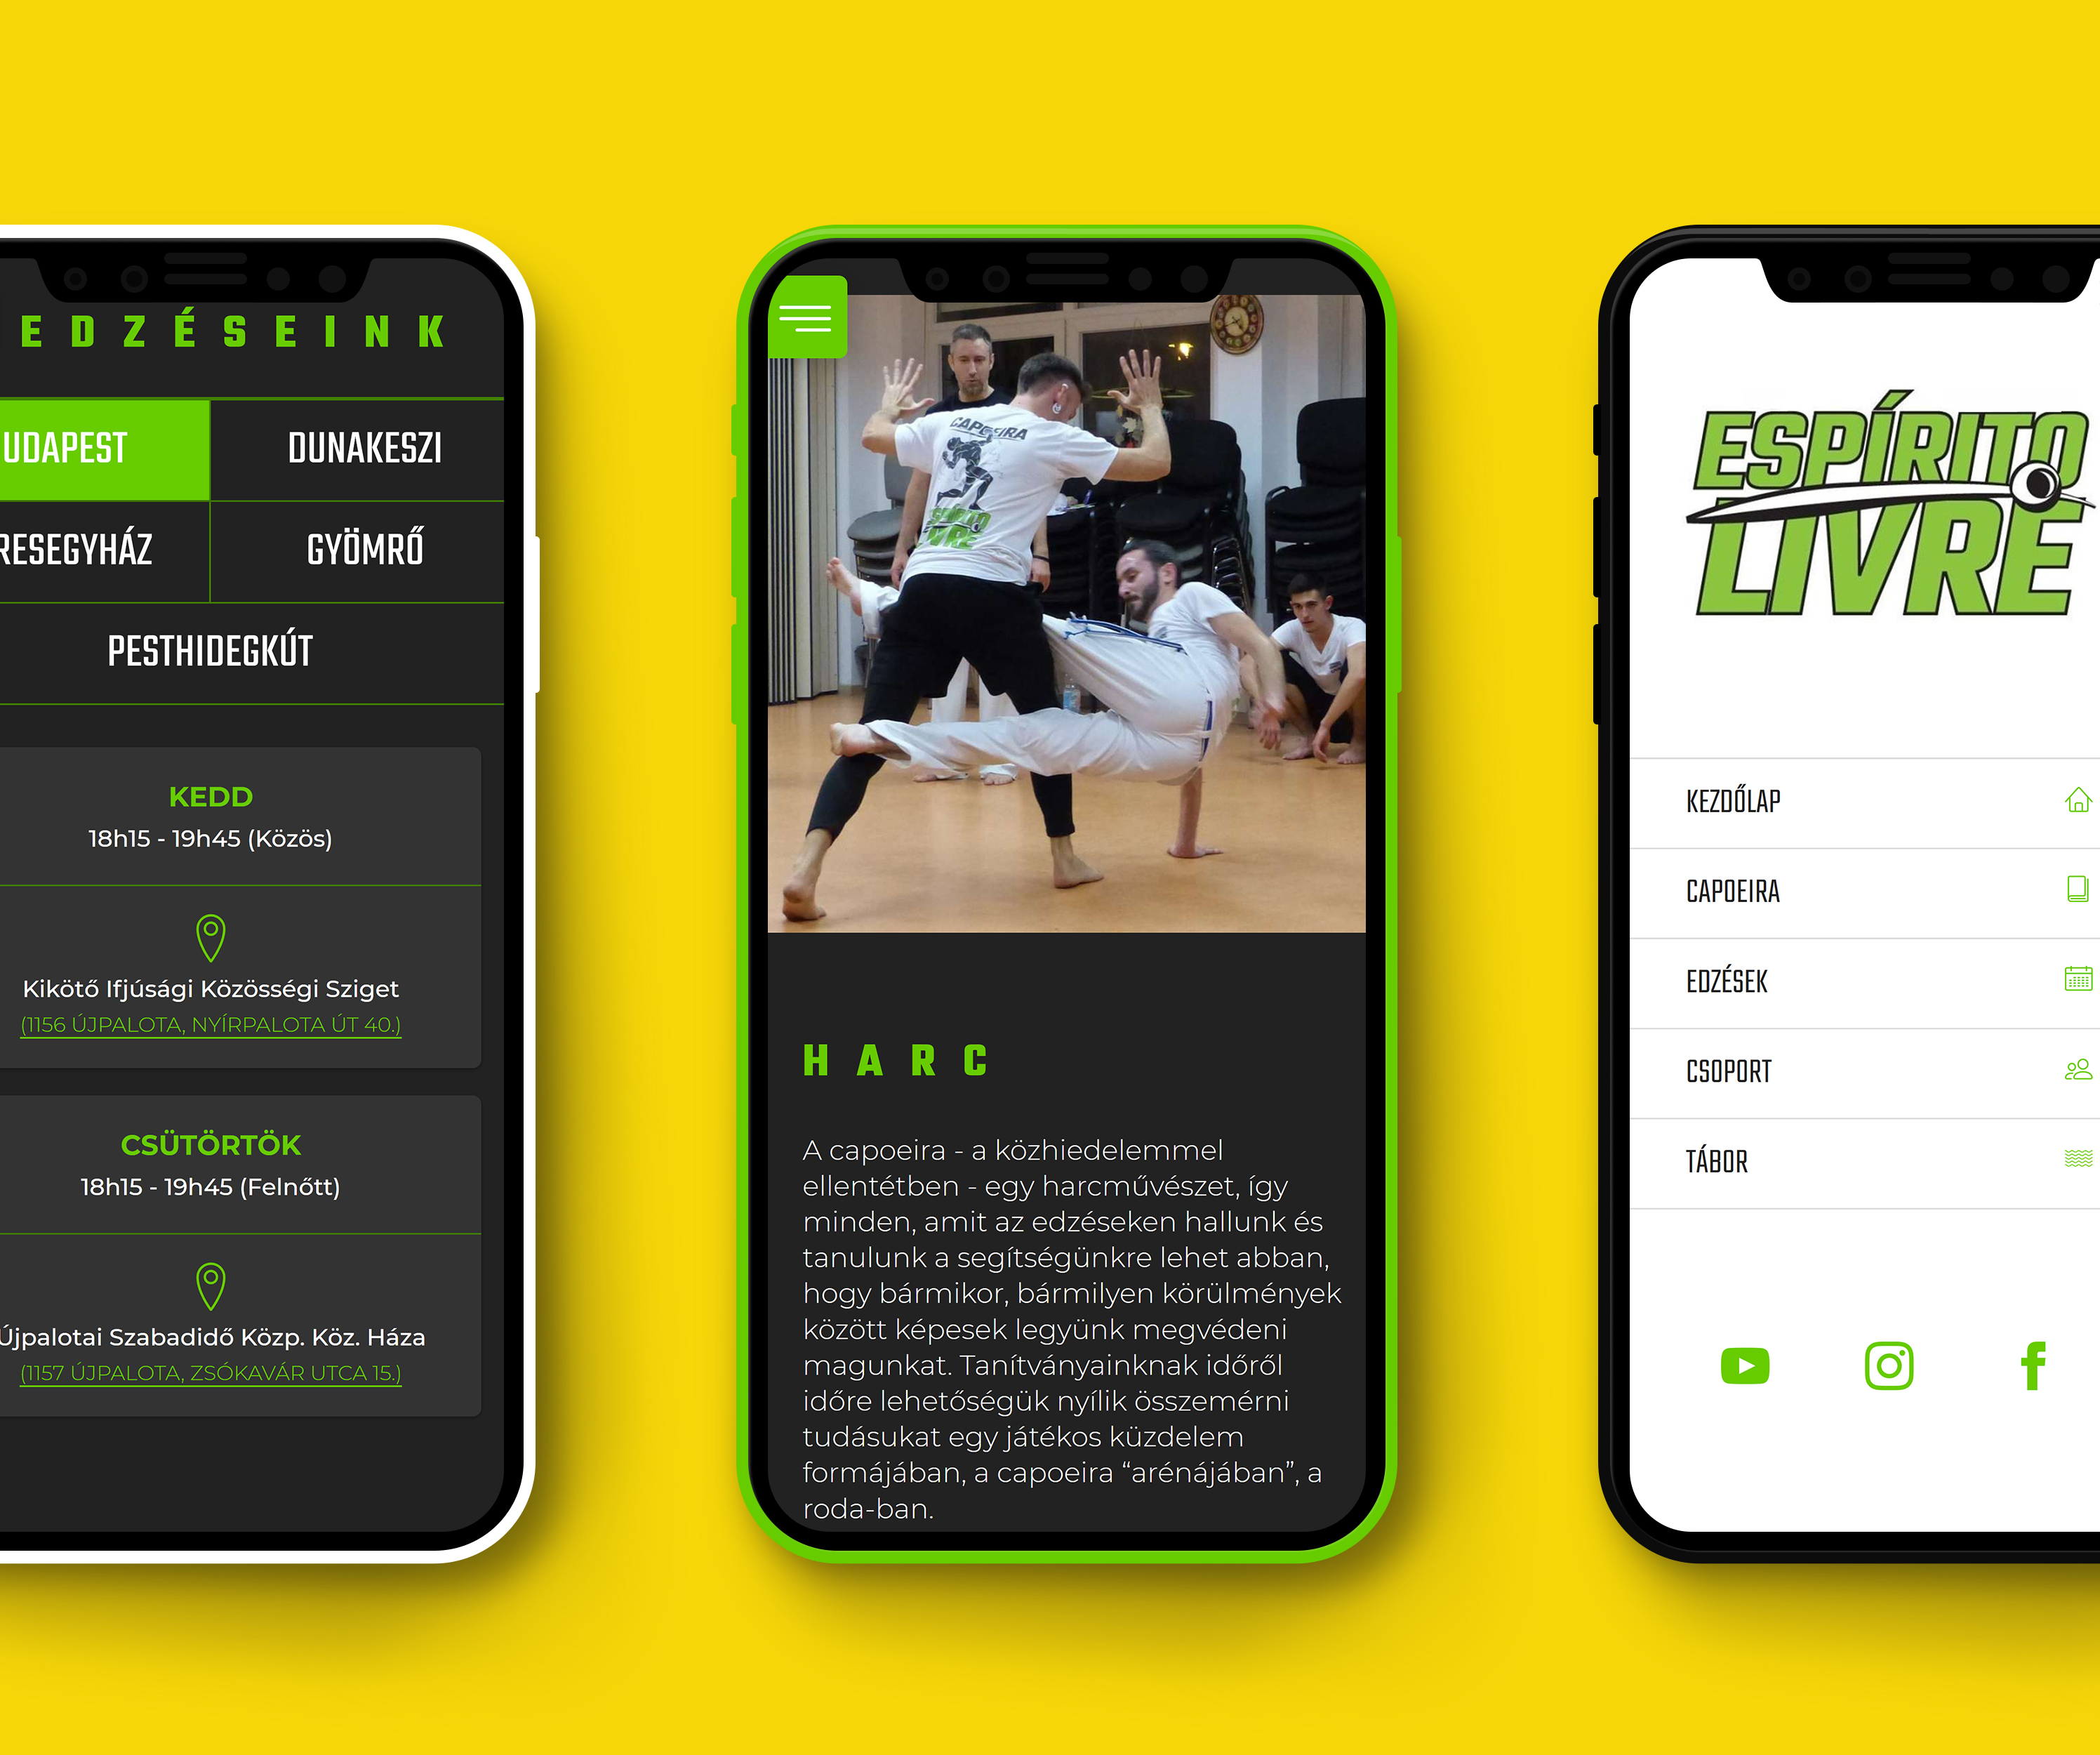 EDZÉSEINK
UDAPEST
DUNAKESZI
RESEGYHÁZ
GYÖMRŐ
PESTHIDEGKÚT
KEDD
18h15 - 19h45 (Közös)
Kikötő Ifjúsági Közösségi Sziget
(1156 ÚJPALOTA, NYÍRPALOTA ÚT 40.)
CSÜTÖRTÖK
18h15 - 19h45 (Felnőtt)
Újpalotai Szabadidő Közp. Köz. Háza
(1157 ÚJPALOTA, ZSÓKAVÁR UTCA 15.)
CAPOEIRA
ESPÍRITO
LIVRE
HARC
A capoeira - a közhiedelemmel
ellentétben - egy harcművészet, így
minden, amit az edzéseken hallunk és
tanulunk a segítségünkre lehet abban,
hogy bármikor, bármilyen körülmények
között képesek legyünk megvédeni
magunkat. Tanítványainknak időről
időre lehetőségük nyílik összemérni
tudásukat egy játékos küzdelem
formájában, a capoeira “arénájában”, a
roda-ban.
ESPÍRITO
LIVRE
KEZDŐLAP
CAPOEIRA
EDZÉSEK
CSOPORT
TÁBOR